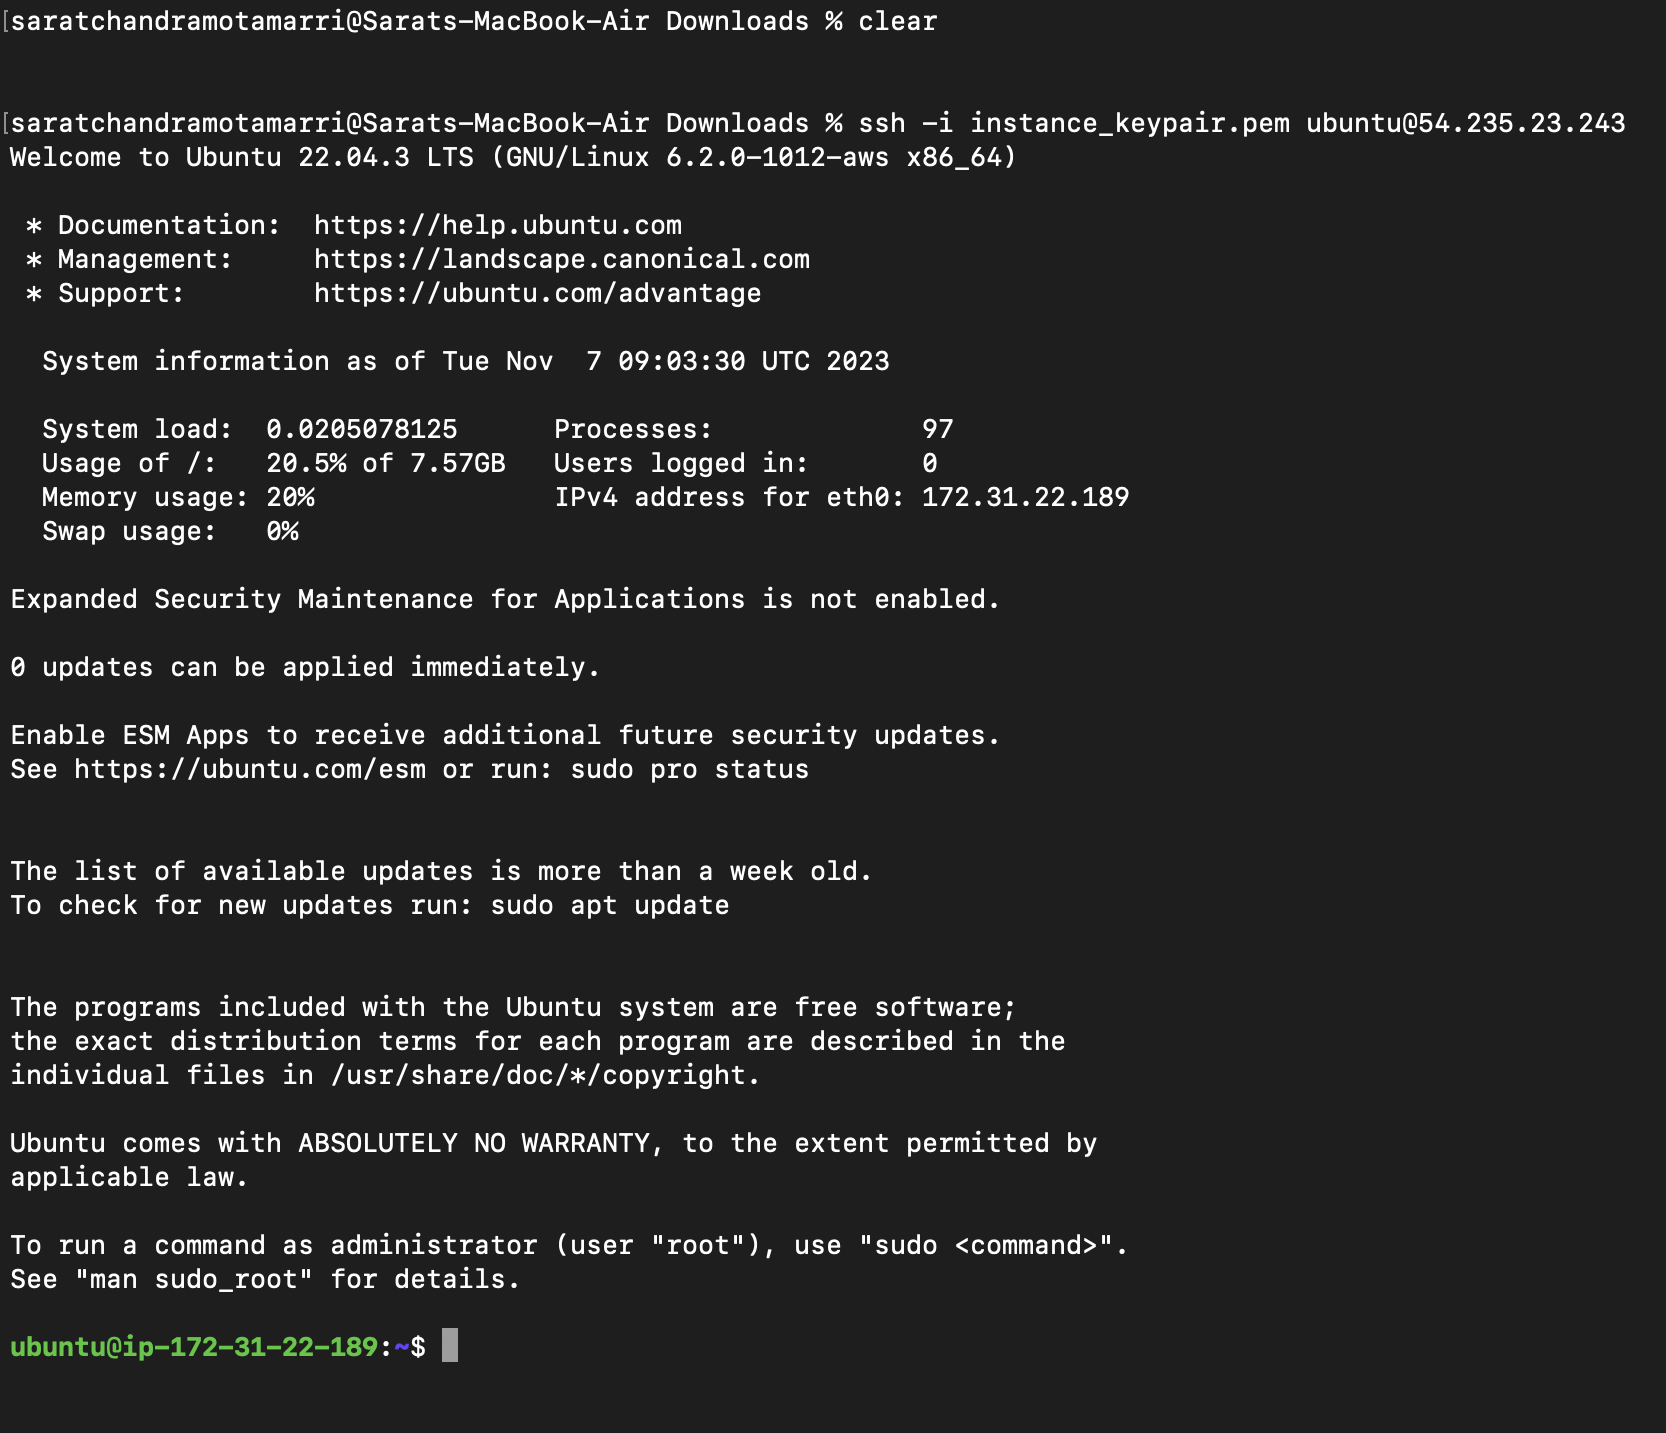 [saratchandramotamarri@Sarats-MacBook-Air Downloads % clear
[saratchandramotamarri@Sarats-MacBook-Air Downloads % ssh -i instance_keypair.pem ubuntu@54.235.23.243
Welcome to Ubuntu 22.04.3 LTS (GNU/Linux 6.2.0-1012-aws x86_64)
 * Documentation:  https://help.ubuntu.com
 * Management:     https://landscape.canonical.com
 * Support:        https://ubuntu.com/advantage
  System information as of Tue Nov  7 09:03:30 UTC 2023
  System load:  0.0205078125      Processes:             97
  Usage of /:   20.5% of 7.57GB   Users logged in:       0
  Memory usage: 20%               IPv4 address for eth0: 172.31.22.189
  Swap usage:   0%
Expanded Security Maintenance for Applications is not enabled.
0 updates can be applied immediately.
Enable ESM Apps to receive additional future security updates.
See https://ubuntu.com/esm or run: sudo pro status
The list of available updates is more than a week old.
To check for new updates run: sudo apt update
The programs included with the Ubuntu system are free software;
the exact distribution terms for each program are described in the
individual files in /usr/share/doc/*/copyright.
Ubuntu comes with ABSOLUTELY NO WARRANTY, to the extent permitted by
applicable law.
To run a command as administrator (user "root"), use "sudo <command>".
See "man sudo_root" for details.
ubuntu@ip-172-31-22-189:~$